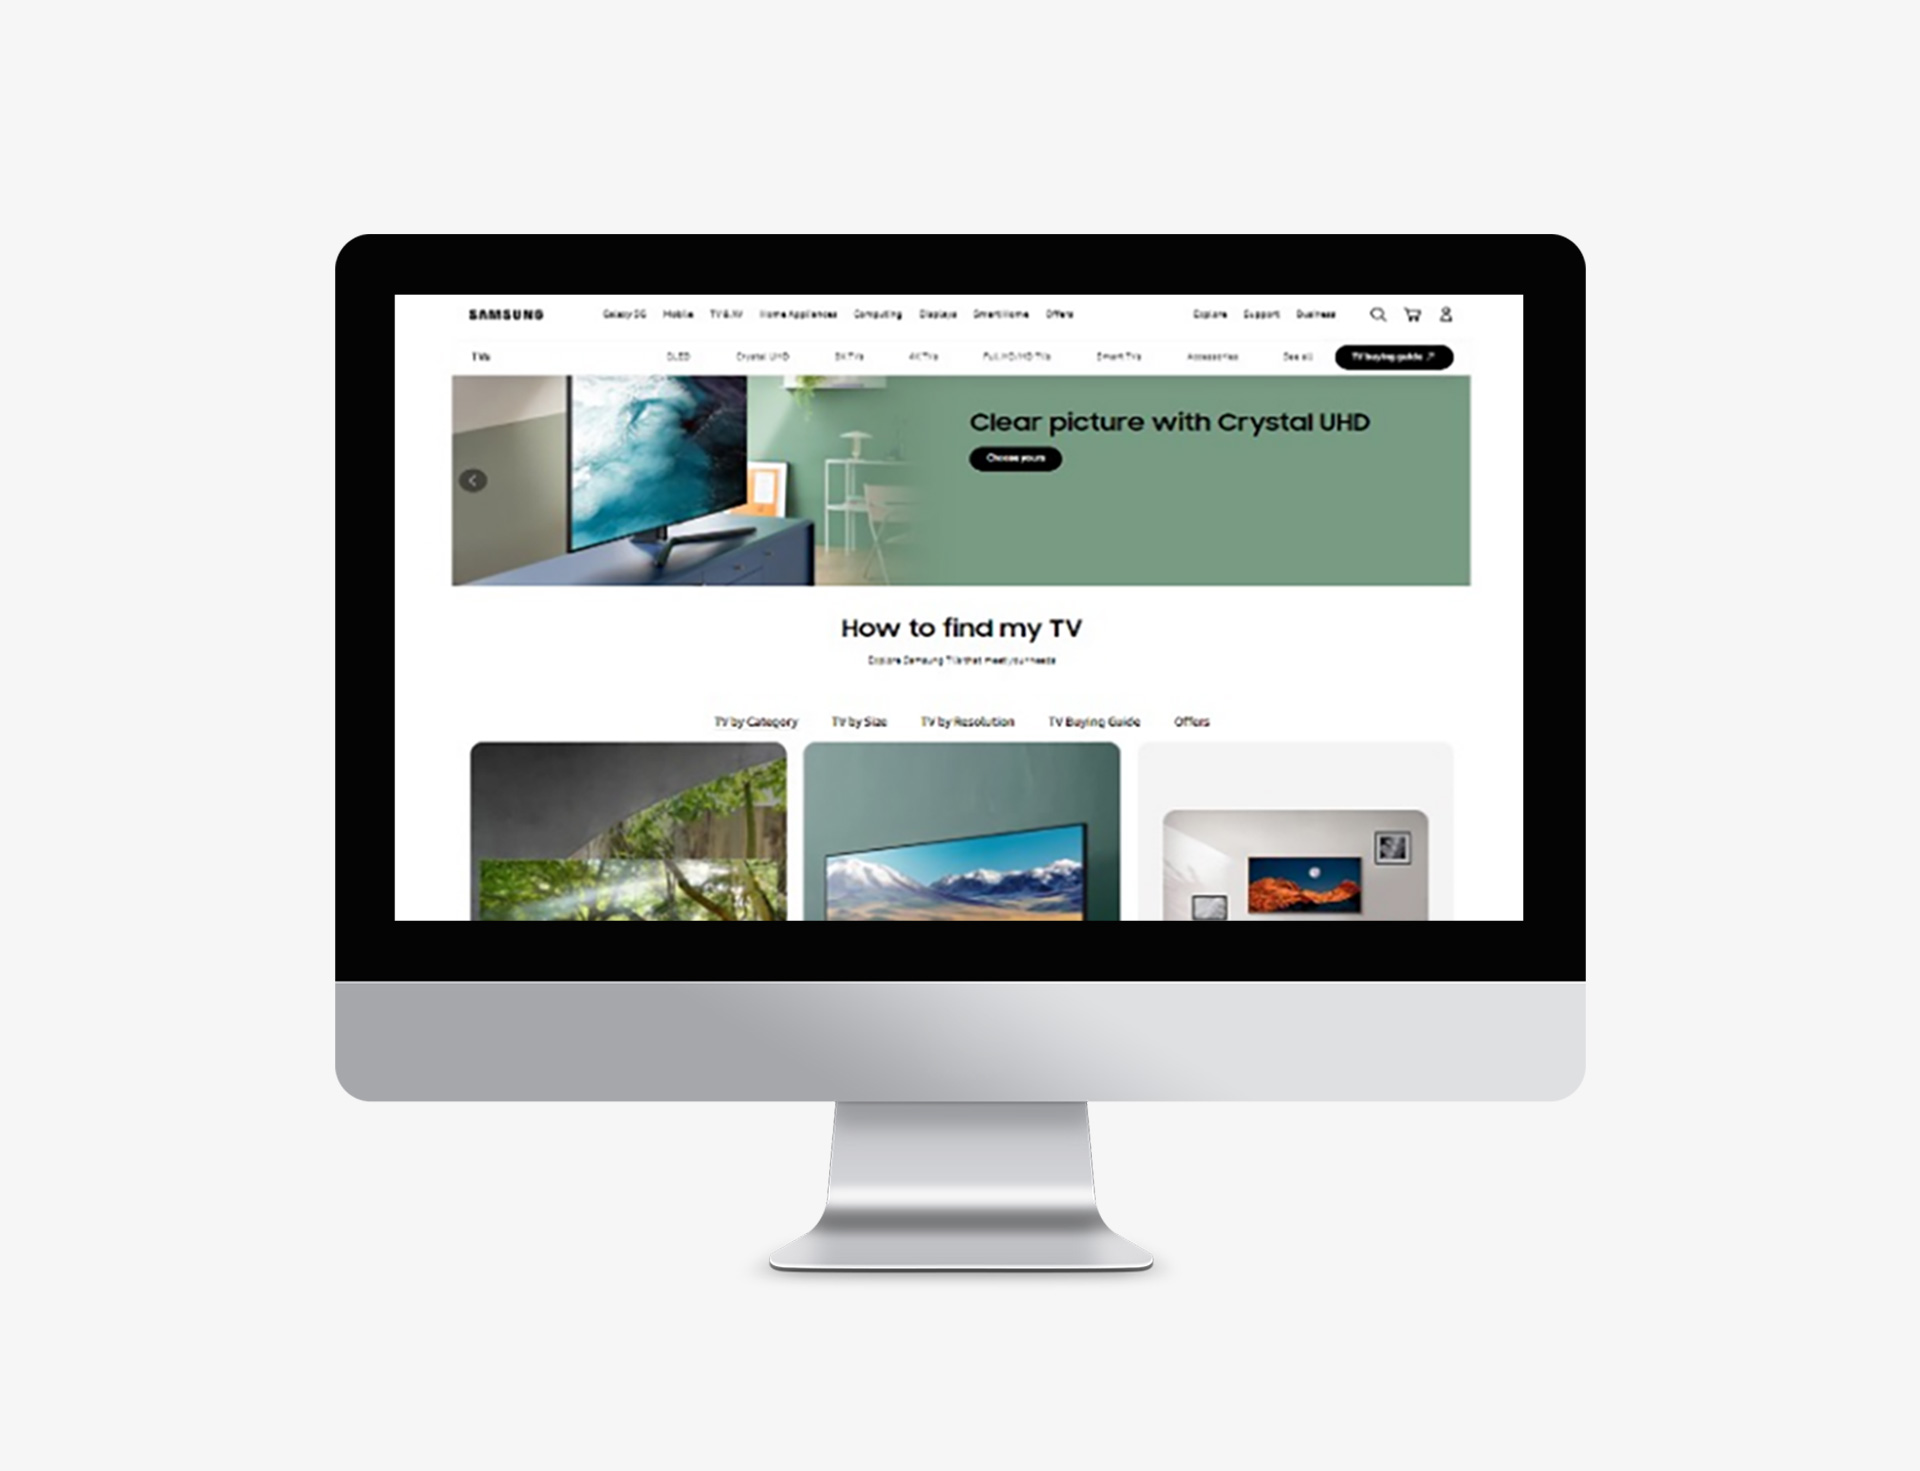 SAMSUNG Galaxy 5G Mobile TV & AV Home Appliances Computing Displays SmartHome Offers Explore Support Business
TVs QLED Crystal UHD 8K TVs 4K TVs Full HD/HD TVs Smart TVs Accessories See all TV buying guide ↗
Clear picture with Crystal UHD
Choose yours
How to find my TV
Explore Samsung TVs that meet your needs
TV by Category TV by Size TV by Resolution TV Buying Guide Offers